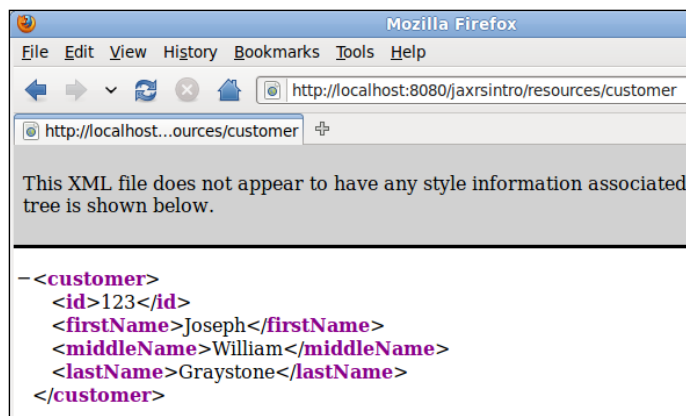 Mozilla Firefox
File Edit View History Bookmarks Tools Help
http://localhost:8080/jaxrsintro/resources/customer
http://localhost...ources/customer
This XML file does not appear to have any style information associated
tree is shown below.
−<customer>
<id>123</id>
<firstName>Joseph</firstName>
<middleName>William</middleName>
<lastName>Graystone</lastName>
</customer>